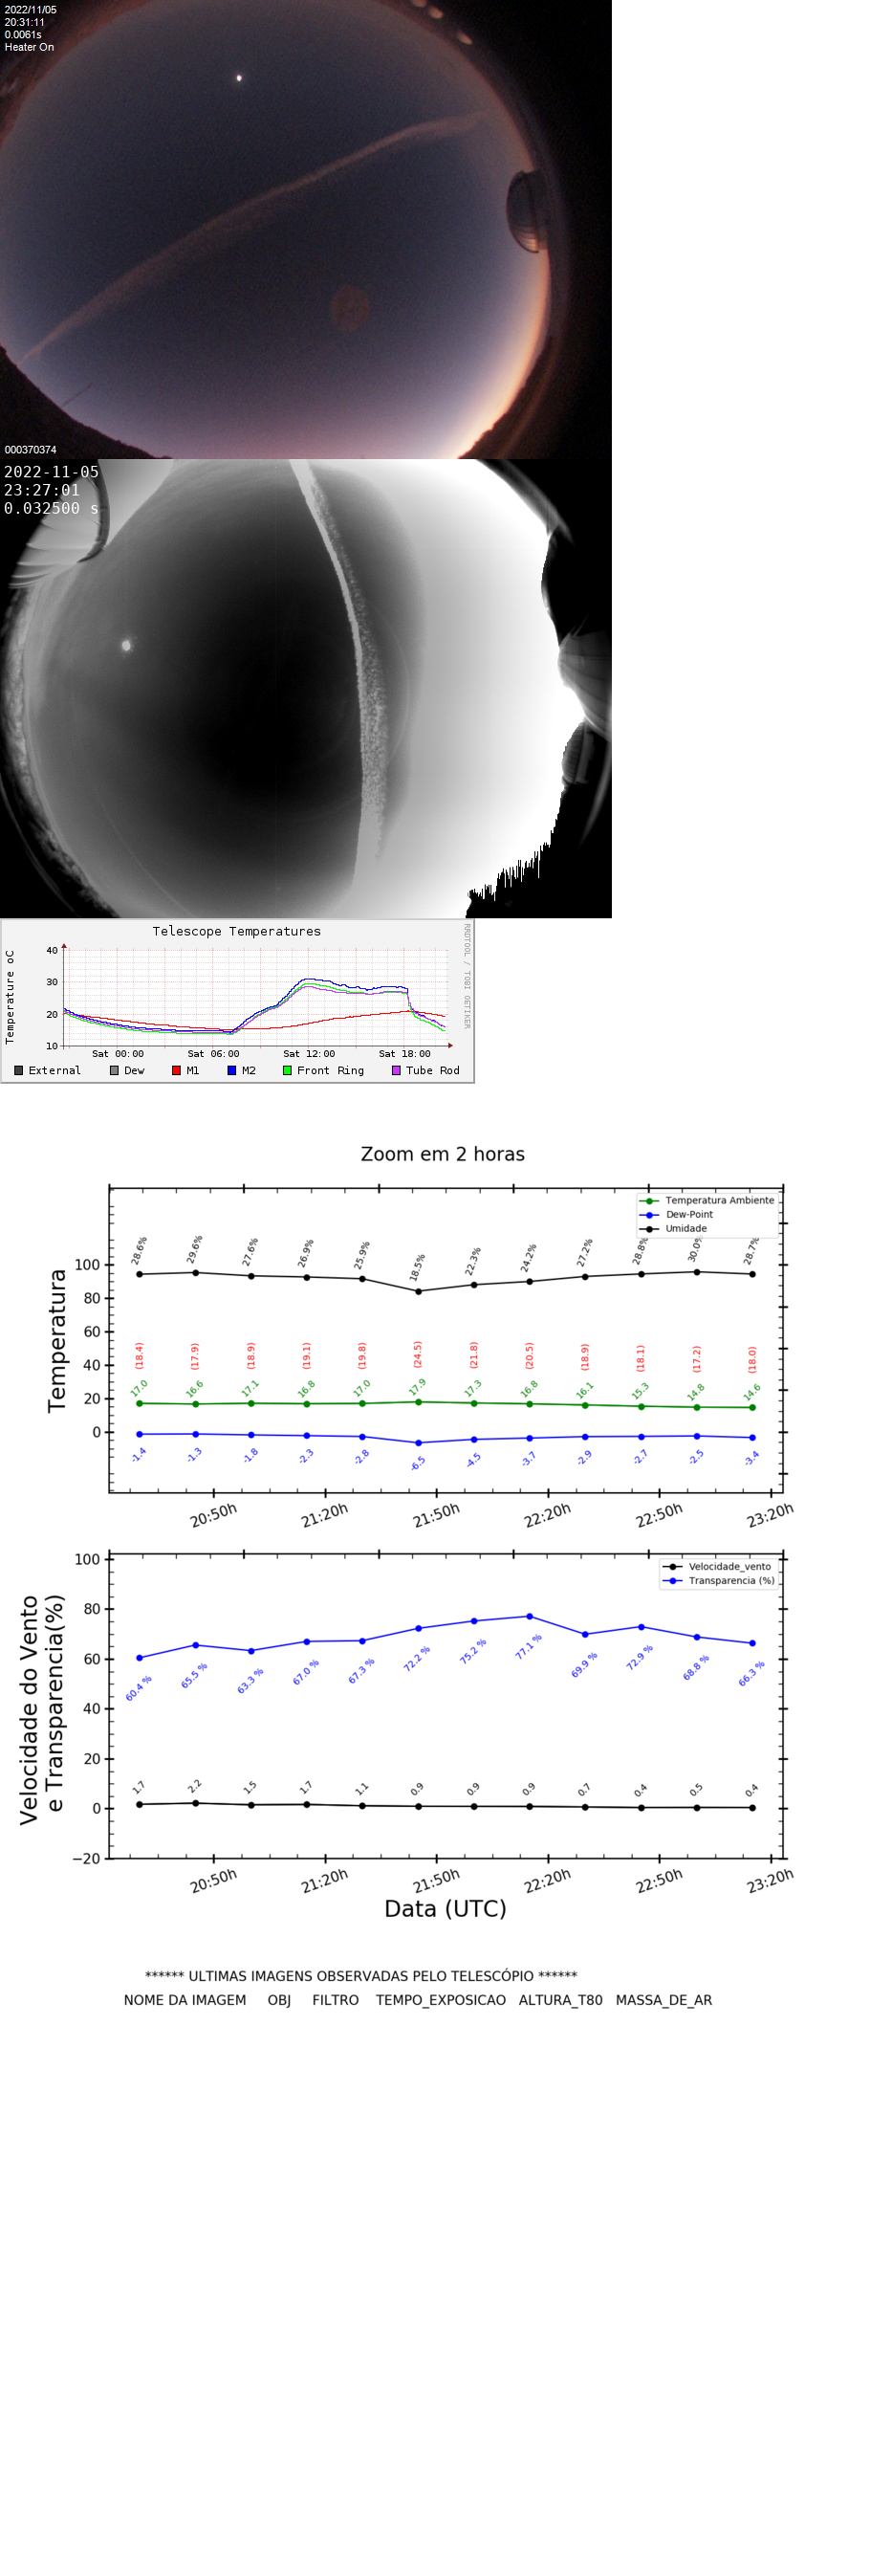 2022/11/05
20:31:11
0.0061s
Heater On
000370374
2022-11-05
23:27:01
0.032500 s
Telescope Temperatures
RRDTOOL / TOBI OETIKER
Temperature oC
40
30
20
10
Sat 00:00 Sat 06:00 Sat 12:00 Sat 18:00
External Dew M1 M2 Front Ring Tube Rod
Zoom em 2 horas
Temperatura Ambiente
Dew-Point
Umidade
Temperatura
100
80
60
40
20
0
28.6% 29.6% 27.6% 26.9% 25.9% 18.5% 22.3% 24.2% 27.2% 28.8% 30.0% 28.7%
(18.4) (17.9) (18.9) (19.1) (19.8) (24.5) (21.8) (20.5) (18.9) (18.1) (17.2) (18.0)
17.0 16.6 17.1 16.8 17.0 17.9 17.3 16.8 16.1 15.3 14.8 14.6
-1.4 -1.3 -1.8 -2.3 -2.8 -6.5 -4.5 -3.7 -2.9 -2.7 -2.5 -3.4
20:50h 21:20h 21:50h 22:20h 22:50h 23:20h
Velocidade_vento
Transparencia (%)
Velocidade do Vento
e Transparencia(%)
100
80
60
40
20
0
−20
60.4 % 65.5 % 63.3 % 67.0 % 67.3 % 72.2 % 75.2 % 77.1 % 69.9 % 72.9 % 68.8 % 66.3 %
1.7 2.2 1.5 1.7 1.1 0.9 0.9 0.9 0.7 0.4 0.5 0.4
20:50h 21:20h 21:50h 22:20h 22:50h 23:20h
Data (UTC)
****** ULTIMAS IMAGENS OBSERVADAS PELO TELESCÓPIO ******
NOME DA IMAGEM OBJ FILTRO TEMPO_EXPOSICAO ALTURA_T80 MASSA_DE_AR